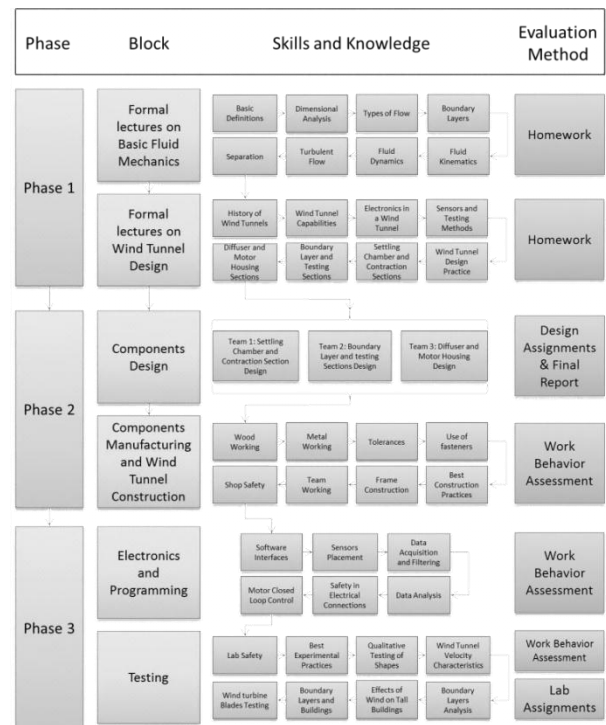 Phase
Block
Skills and Knowledge
Evaluation
Method
Phase 1
Formal
lectures on
Basic Fluid
Mechanics
Basic
Definitions
Dimensional
Analysis
Types of Flow
Boundary
Layers
Separation
Turbulent
Flow
Fluid
Dynamics
Fluid
Kinematics
Homework
Formal
lectures on
Wind Tunnel
Design
History of
Wind Tunnels
Wind Tunnel
Capabilities
Electronics in
a Wind
Tunnel
Sensors and
Testing
Methods
Diffuser and
Motor
Housing
Sections
Boundary
Layer and
Testing
Sections
Settling
Chamber and
Contraction
Sections
Wind Tunnel
Design
Practice
Homework
Phase 2
Components
Design
Team 1: Settling
Chamber and
Contraction Section
Design
Team 2: Boundary
Layer and testing
Sections Design
Team 3: Diffuser and
Motor Housing
Design
Design
Assignments
& Final
Report
Components
Manufacturing
and Wind
Tunnel
Construction
Wood
Working
Metal
Working
Tolerances
Use of
fasteners
Shop Safety
Team
Working
Frame
Construction
Best
Construction
Practices
Work
Behavior
Assessment
Phase 3
Electronics
and
Programming
Software
Interfaces
Sensors
Placement
Data
Acquisition
and Filtering
Motor Closed
Loop Control
Safety in
Electrical
Connections
Data Analysis
Work
Behavior
Assessment
Testing
Lab Safety
Best
Experimental
Practices
Qualitative
Testing of
Shapes
Wind Tunnel
Velocity
Characteristics
Work Behavior
Assessment
Wind turbine
Blades Testing
Boundary
Layers and
Buildings
Effects of
Wind on Tall
Buildings
Boundary
Layers
Analysis
Lab
Assignments